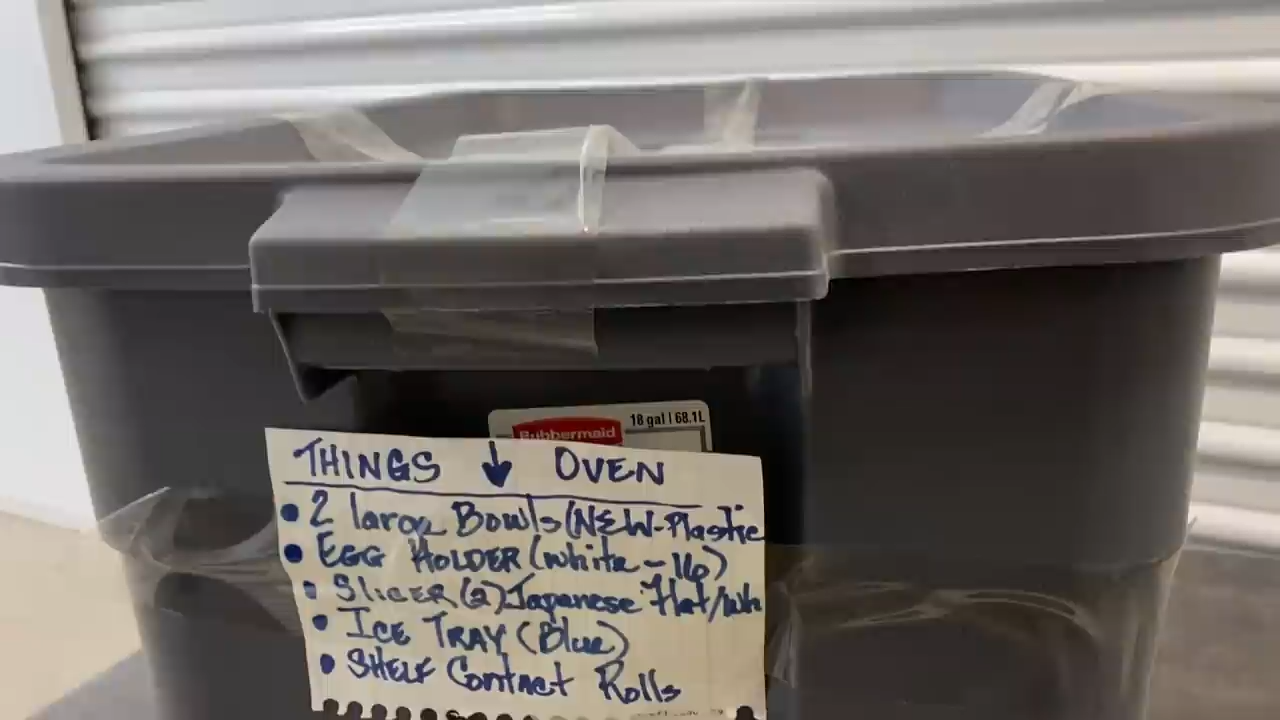 18 gal | 68.1L
Rubbermaid
THINGS ↓ OVEN
• 2 large Bowls (NEW-Plastic
• EGG HOLDER (white - 16)
• SLICER (2) Japanese Flat/wh
• ICE TRAY (Blue)
• SHELF Contact Rolls